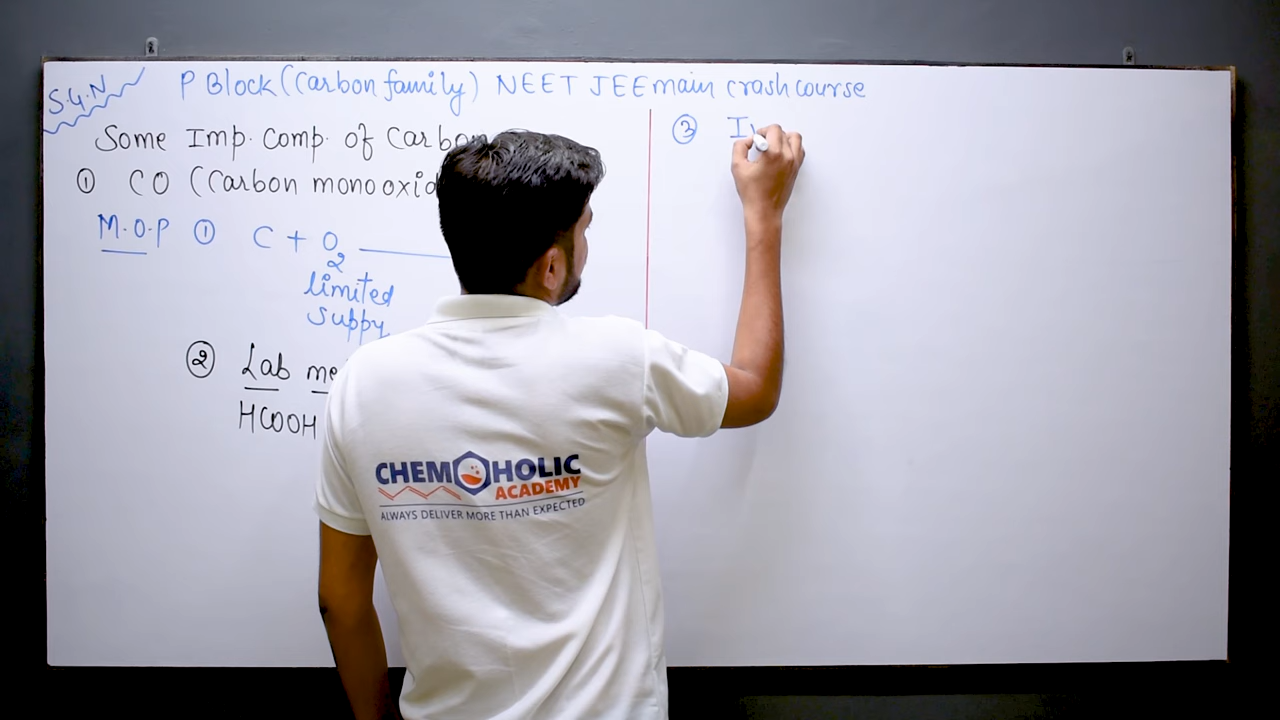 S.G.N P Block (Carbon family) NEET JEE main crash course
Some Imp. Comp. of Carbon
① CO (Carbon monooxid
M.O.P ① C + O2
limited
suppy
② Lab me
HCOOH
③ I
CHEMOHOLIC
ACADEMY
ALWAYS DELIVER MORE THAN EXPECTED